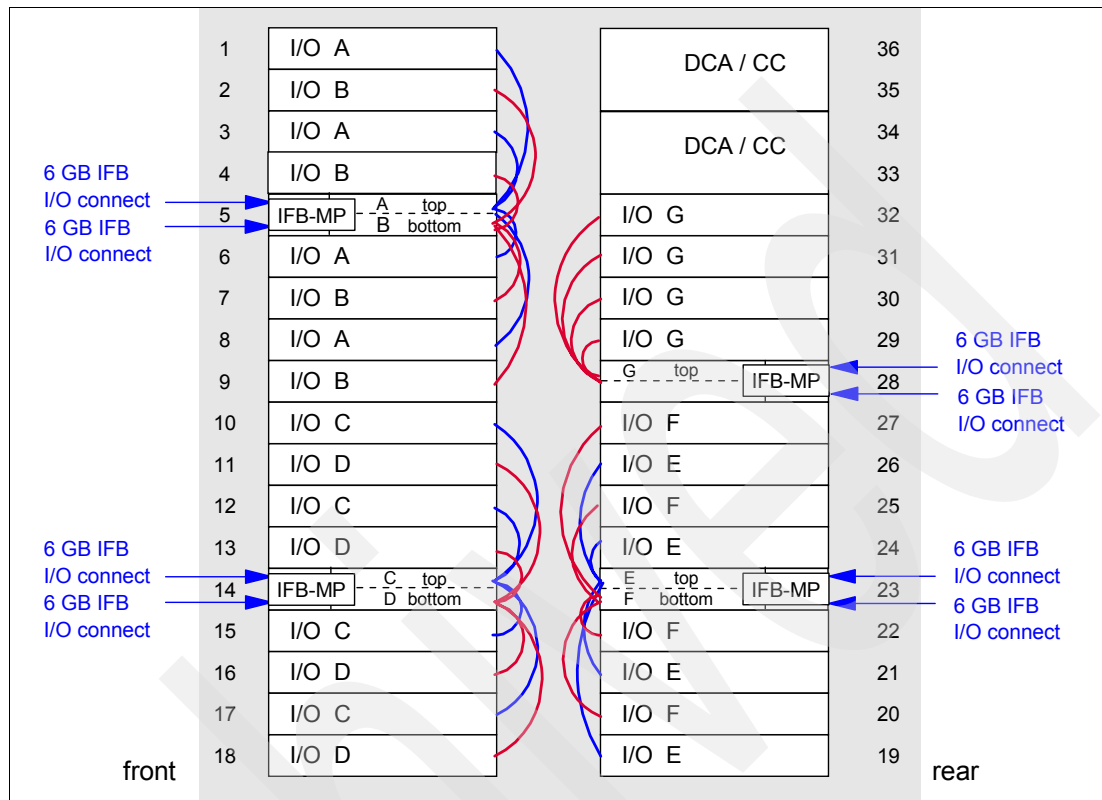 1 I/O A
2 I/O B
3 I/O A
4 I/O B
6 GB IFB
I/O connect
5 IFB-MP A top
B bottom
6 GB IFB
I/O connect
6 I/O A
7 I/O B
8 I/O A
9 I/O B
10 I/O C
11 I/O D
12 I/O C
13 I/O D
6 GB IFB
I/O connect
14 IFB-MP C top
D bottom
6 GB IFB
I/O connect
15 I/O C
16 I/O D
17 I/O C
18 I/O D
front
DCA / CC 36
35
DCA / CC 34
33
I/O G 32
I/O G 31
I/O G 30
I/O G 29
6 GB IFB
I/O connect
G top IFB-MP 28
6 GB IFB
I/O connect
I/O F 27
I/O E 26
I/O F 25
I/O E 24
6 GB IFB
I/O connect
E top IFB-MP 23
F bottom
6 GB IFB
I/O connect
I/O F 22
I/O E 21
I/O F 20
I/O E 19
rear